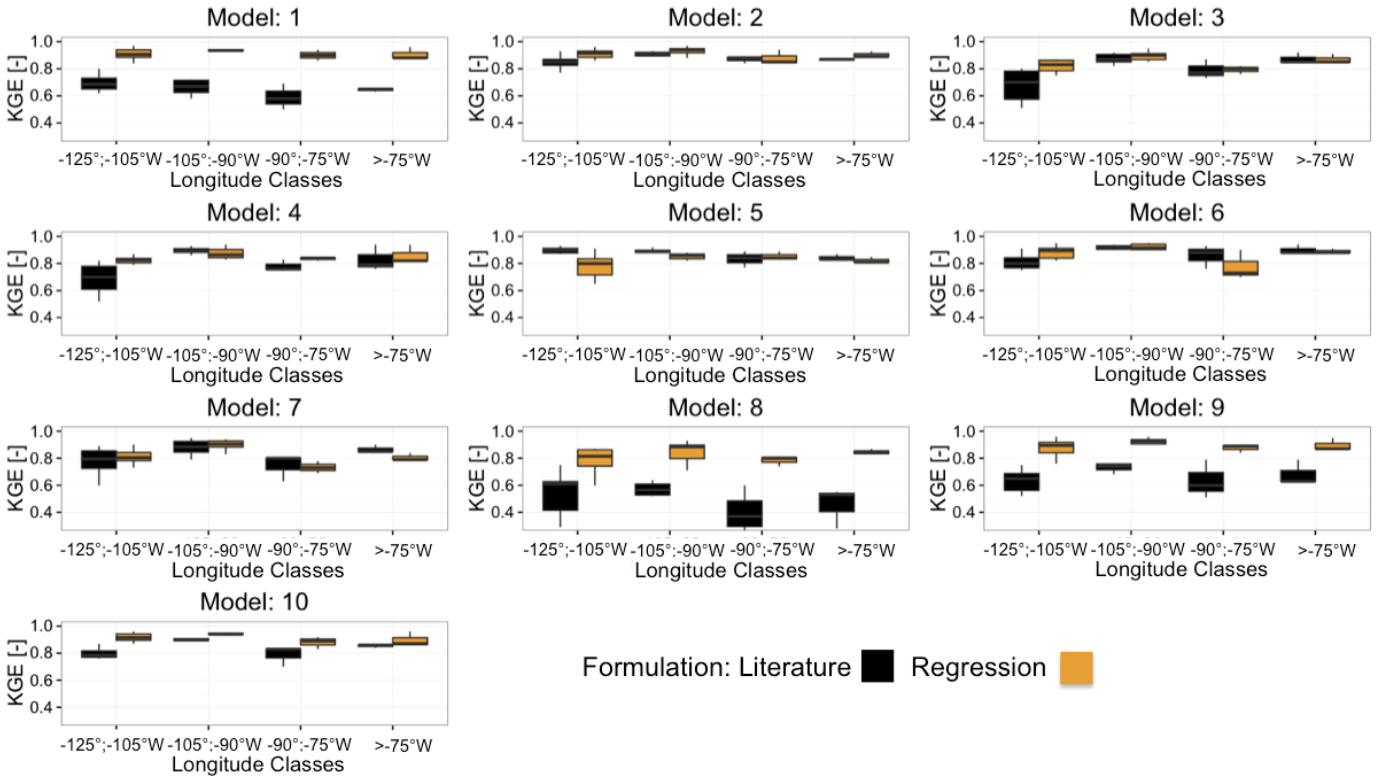 Model: 1
Model: 2
Model: 3
KGE [-]
1.0
0.8
0.6
0.4
KGE [-]
1.0
0.8
0.6
0.4
KGE [-]
1.0
0.8
0.6
0.4
-125°;-105°W -105°:-90°W -90°;-75°W >-75°W
-125°;-105°W -105°:-90°W -90°;-75°W >-75°W
-125°;-105°W -105°:-90°W -90°;-75°W >-75°W
Longitude Classes
Longitude Classes
Longitude Classes
Model: 4
Model: 5
Model: 6
KGE [-]
1.0
0.8
0.6
0.4
KGE [-]
1.0
0.8
0.6
0.4
KGE [-]
1.0
0.8
0.6
0.4
-125°;-105°W -105°:-90°W -90°;-75°W >-75°W
-125°;-105°W -105°:-90°W -90°;-75°W >-75°W
-125°;-105°W -105°:-90°W -90°;-75°W >-75°W
Longitude Classes
Longitude Classes
Longitude Classes
Model: 7
Model: 8
Model: 9
KGE [-]
1.0
0.8
0.6
0.4
KGE [-]
1.0
0.8
0.6
0.4
KGE [-]
1.0
0.8
0.6
0.4
-125°;-105°W -105°:-90°W -90°;-75°W >-75°W
-125°;-105°W -105°:-90°W -90°;-75°W >-75°W
-125°;-105°W -105°:-90°W -90°;-75°W >-75°W
Longitude Classes
Longitude Classes
Longitude Classes
Model: 10
KGE [-]
1.0
0.8
0.6
0.4
-125°;-105°W -105°:-90°W -90°;-75°W >-75°W
Longitude Classes
Formulation: Literature Regression